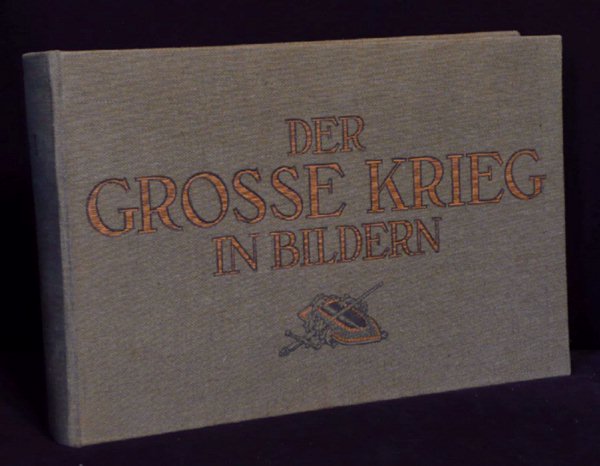 DER
GROSSE KRIEG
IN BILDERN